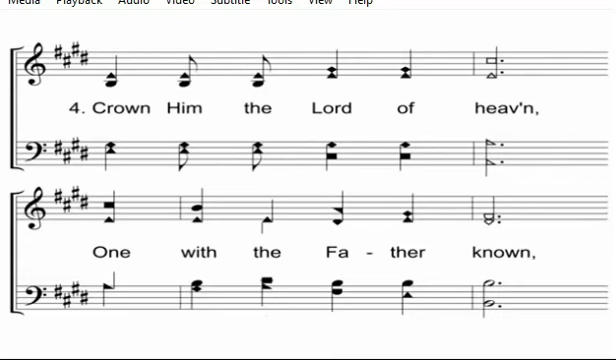 Media Playback Audio Video Subtitle Tools View Help
4. Crown Him the Lord of heav'n,
One with the Fa - ther known,